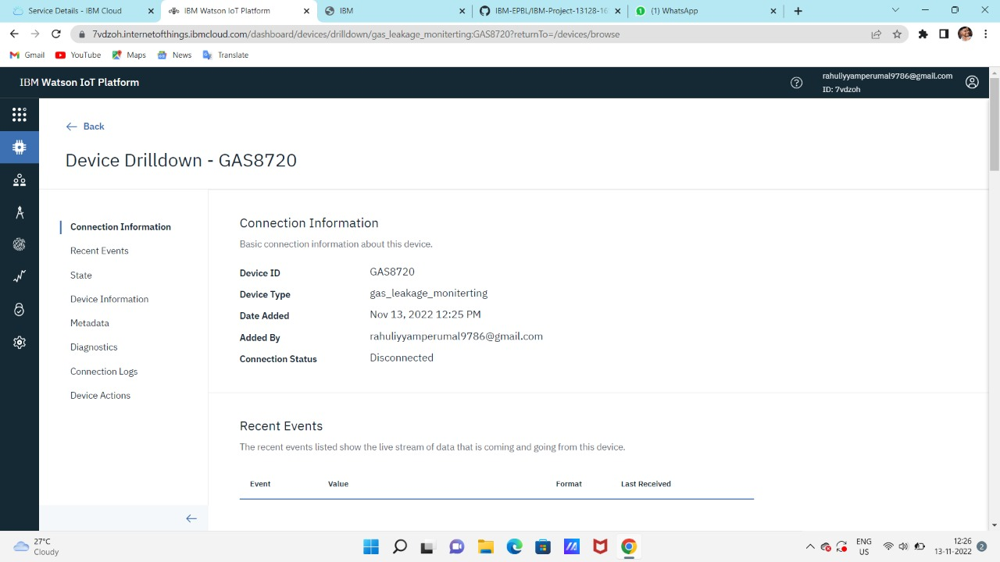 Service Details - IBM Cloud
IBM Watson IoT Platform
IBM
IBM-EPBL/IBM-Project-13128-16
(1) WhatsApp
7vdzoh.internetofthings.ibmcloud.com/dashboard/devices/drilldown/gas_leakage_moniterting:GAS8720?returnTo=/devices/browse
Gmail
YouTube
Maps
News
Translate
IBM Watson IoT Platform
rahuliyyamperumal9786@gmail.com
ID: 7vdzoh
Back
Device Drilldown - GAS8720
Connection Information
Recent Events
State
Device Information
Metadata
Diagnostics
Connection Logs
Device Actions
Connection Information
Basic connection information about this device.
Device ID GAS8720
Device Type gas_leakage_moniterting
Date Added Nov 13, 2022 12:25 PM
Added By rahuliyyamperumal9786@gmail.com
Connection Status Disconnected
Recent Events
The recent events listed show the live stream of data that is coming and going from this device.
Event Value Format Last Received
27°C
Cloudy
ENG
US
12:26
13-11-2022
2